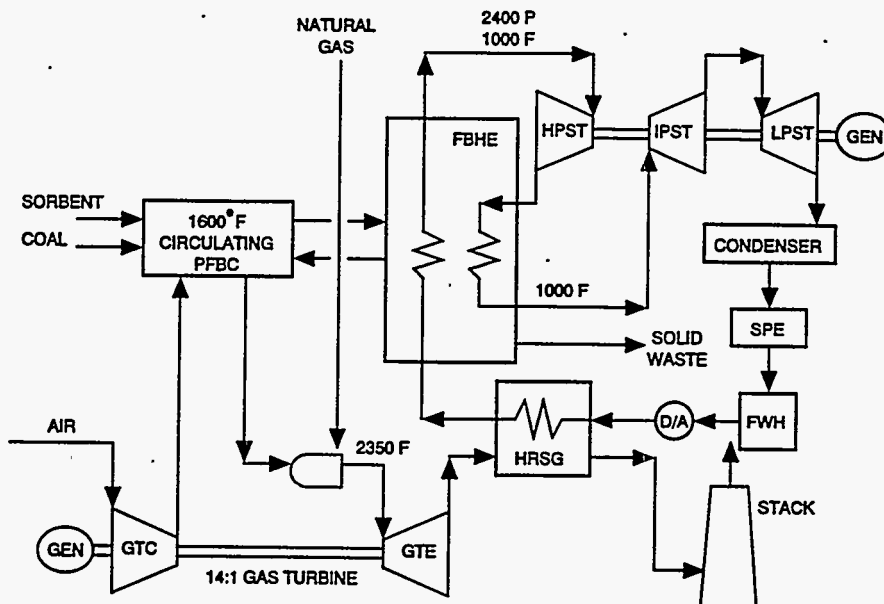 NATURAL
GAS
2400 P
1000 F
HPST
IPST
LPST
GEN
FBHE
SORBENT
COAL
1600°F
CIRCULATING
PFBC
CONDENSER
1000 F
SPE
SOLID
WASTE
AIR
2350 F
HRSG
D/A
FWH
STACK
GEN
GTC
GTE
14:1 GAS TURBINE